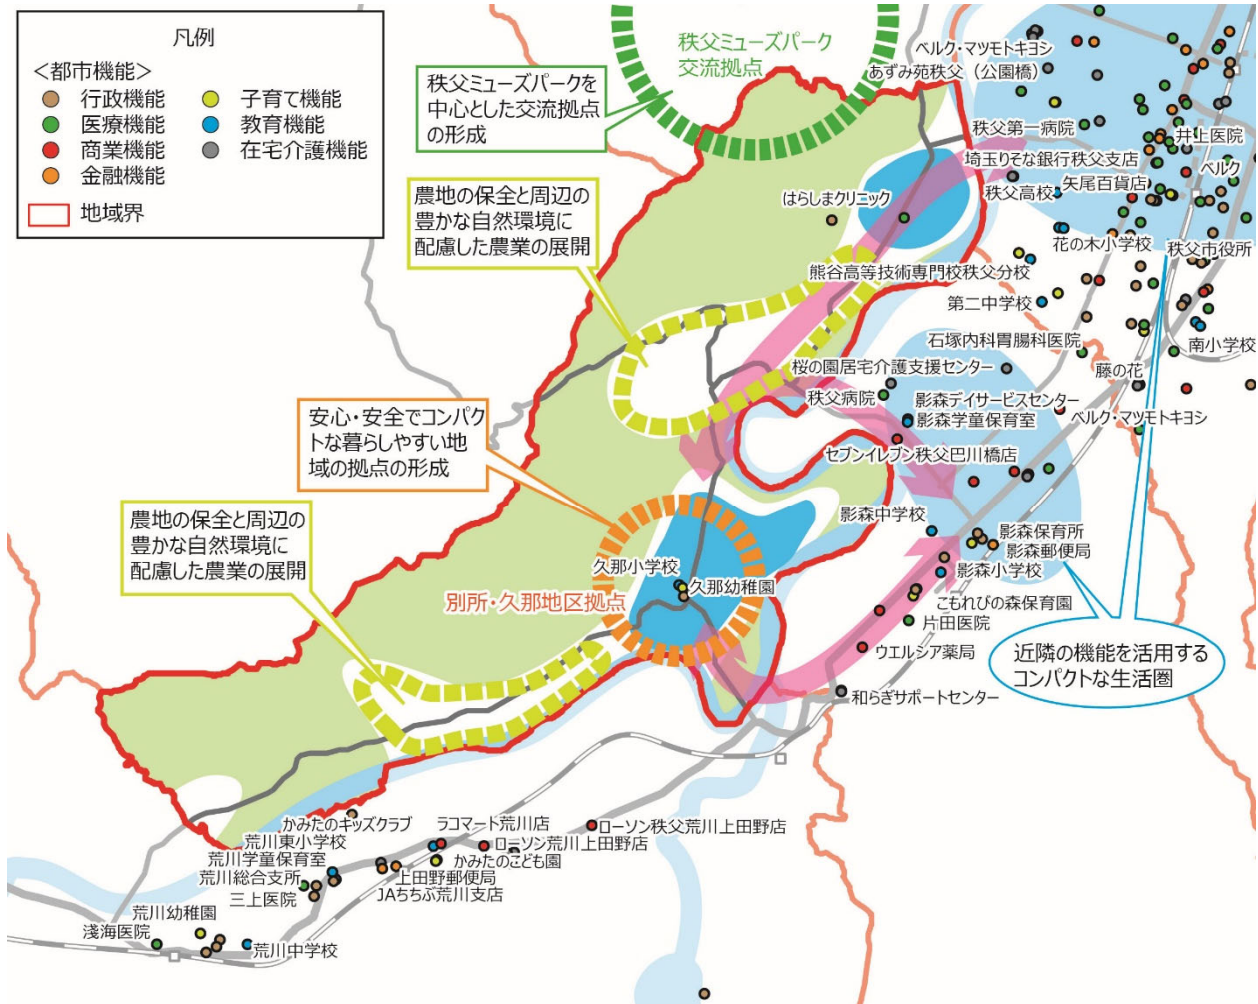 凡例
<都市機能>
行政機能
医療機能
商業機能
金融機能
子育て機能
教育機能
在宅介護機能
地域界
秩父ミューズパーク
交流拠点
秩父ミューズパークを
中心とした交流拠点
の形成
ベルク・マツモトキヨシ
あずみ苑秩父（公園橋）
秩父第一病院
井上医院
埼玉りそな銀行秩父支店
ベルク
矢尾百貨店
秩父高校
農地の保全と周辺の
豊かな自然環境に
配慮した農業の展開
はらしまクリニック
花の木小学校
秩父市役所
熊谷高等技術専門校秩父分校
第二中学校
石塚内科胃腸科医院
南小学校
桜の園居宅介護支援センター
藤の花
秩父病院
影森デイサービスセンター
影森学童保育室
ベルク・マツモトキヨシ
安心・安全でコンパク
トな暮らしやすい地
域の拠点の形成
セブンイレブン秩父巴川橋店
農地の保全と周辺の
豊かな自然環境に
配慮した農業の展開
影森中学校
影森保育所
影森郵便局
影森小学校
久那小学校
久那幼稚園
別所・久那地区拠点
こもれびの森保育園
片田医院
ウエルシア薬局
近隣の機能を活用する
コンパクトな生活圏
和らぎサポートセンター
かみたのキッズクラブ
ラコマート荒川店
ローソン秩父荒川上田野店
荒川東小学校
ローソン荒川上田野店
荒川学童保育室
かみたのこども園
荒川総合支所
上田野郵便局
三上医院
JAちちぶ荒川支店
荒川幼稚園
淺海医院
荒川中学校